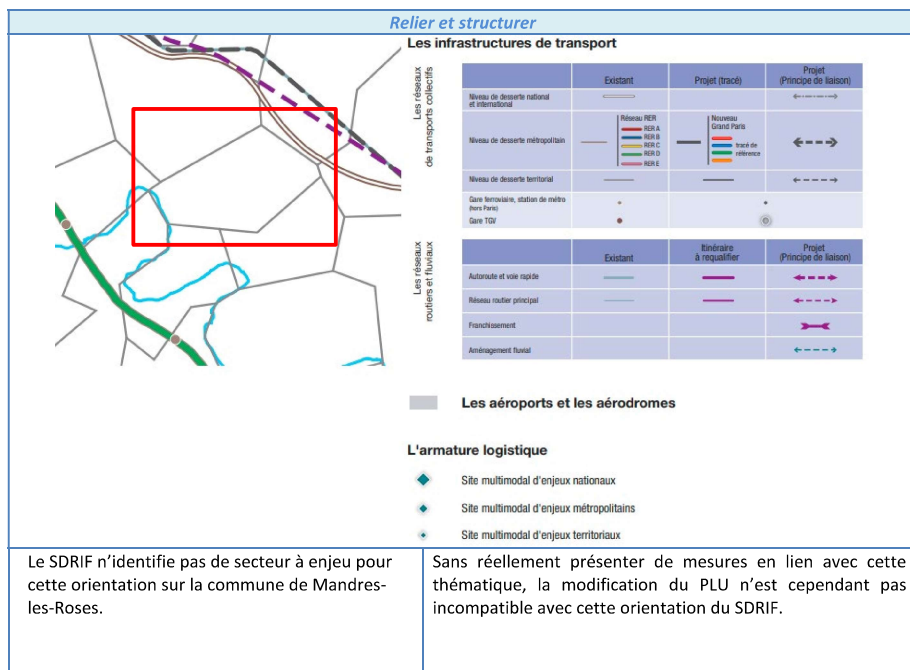 Relier et structurer
Les infrastructures de transport
Les réseaux
de transports collectifs
Existant
Projet (tracé)
Projet
(Principe de liaison)
Niveau de desserte national
et international
Niveau de desserte métropolitain
Réseau RER
RER A
RER B
RER C
RER D
RER E
Nouveau
Grand Paris
tracé de
référence
Niveau de desserte territorial
Gare ferroviaire, station de métro
(hors Paris)
Gare TGV
Les réseaux
routiers et fluviaux
Existant
Itinéraire
à requalifier
Projet
(Principe de liaison)
Autoroute et voie rapide
Réseau routier principal
Franchissement
Aménagement fluvial
Les aéroports et les aérodromes
L'armature logistique
Site multimodal d'enjeux nationaux
Site multimodal d'enjeux métropolitains
Site multimodal d'enjeux territoriaux
Le SDRIF n’identifie pas de secteur à enjeu pour
cette orientation sur la commune de Mandres-
les-Roses.
Sans réellement présenter de mesures en lien avec cette
thématique, la modification du PLU n’est cependant pas
incompatible avec cette orientation du SDRIF.